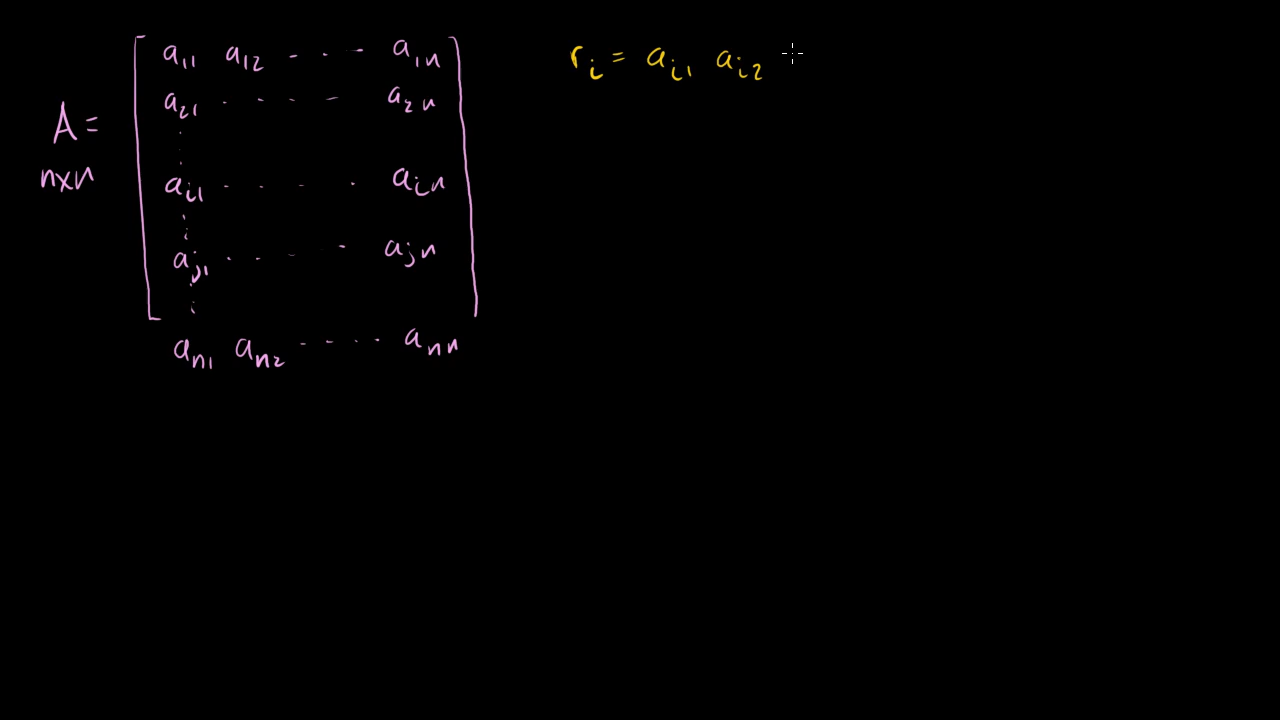 a₁₁ a₁₂ - · · - a₁ₙ
a₂₁ · · · · - a₂ₙ
A =
n×n
aᵢ₁ · · · · aᵢₙ
aⱼ₁ · · · · - aⱼₙ
aₙ₁ aₙ₂ · · · · · aₙₙ
rᵢ = aᵢ₁ aᵢ₂